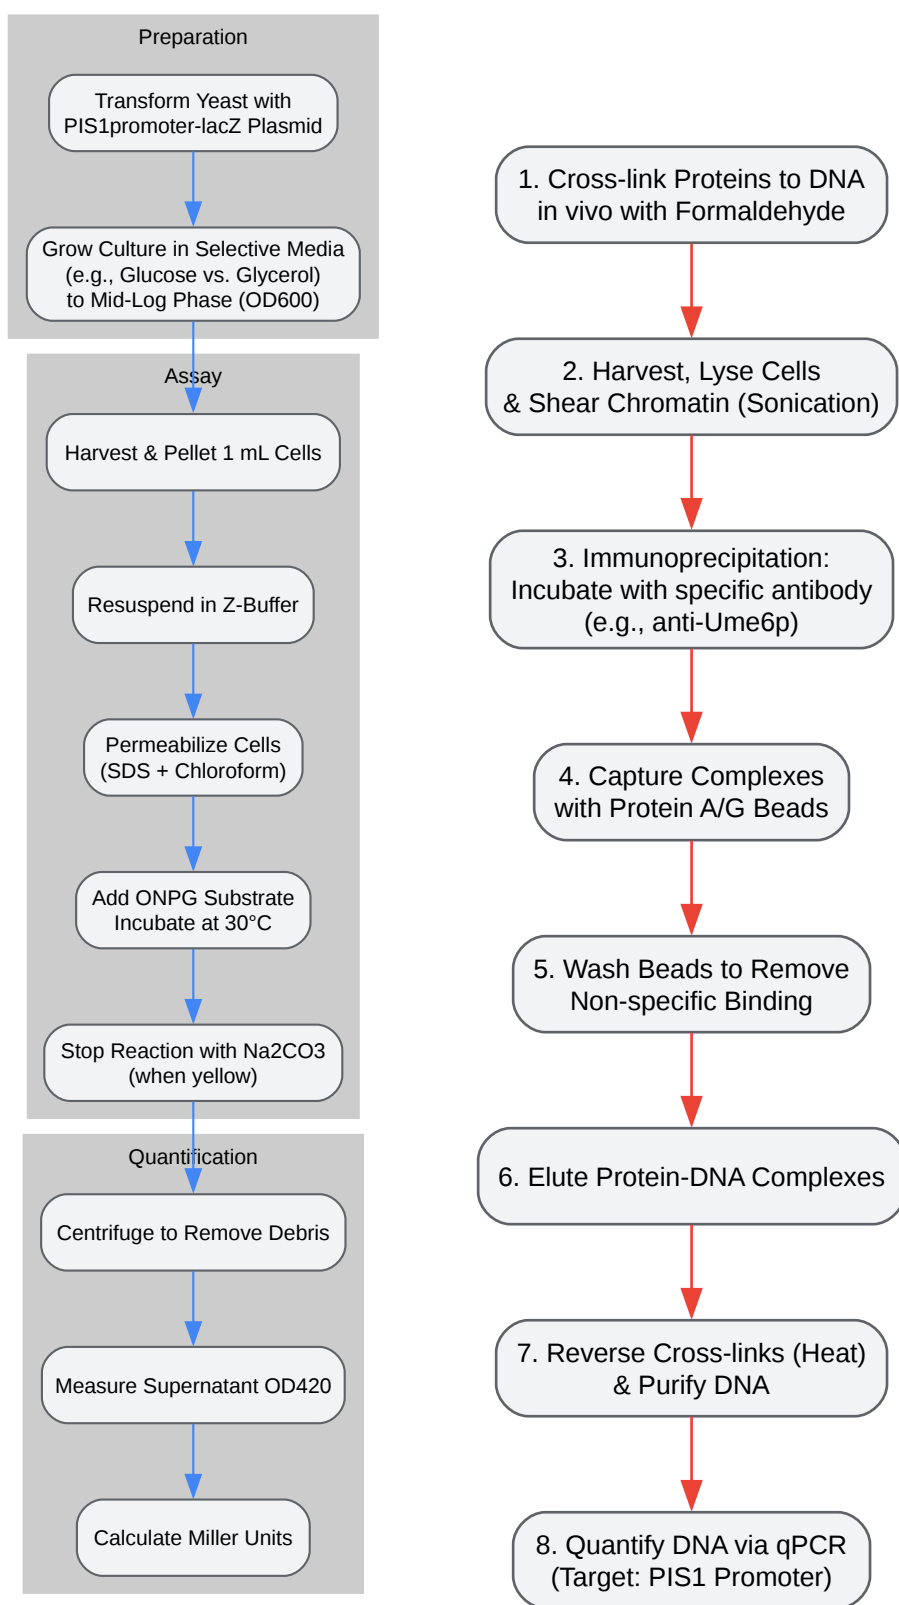 Preparation
Transform Yeast with
PIS1promoter-lacZ Plasmid
Grow Culture in Selective Media
(e.g., Glucose vs. Glycerol)
to Mid-Log Phase (OD600)
Assay
Harvest & Pellet 1 mL Cells
Resuspend in Z-Buffer
Permeabilize Cells
(SDS + Chloroform)
Add ONPG Substrate
Incubate at 30°C
Stop Reaction with Na2CO3
(when yellow)
Quantification
Centrifuge to Remove Debris
Measure Supernatant OD420
Calculate Miller Units
1. Cross-link Proteins to DNA
in vivo with Formaldehyde
2. Harvest, Lyse Cells
& Shear Chromatin (Sonication)
3. Immunoprecipitation:
Incubate with specific antibody
(e.g., anti-Ume6p)
4. Capture Complexes
with Protein A/G Beads
5. Wash Beads to Remove
Non-specific Binding
6. Elute Protein-DNA Complexes
7. Reverse Cross-links (Heat)
& Purify DNA
8. Quantify DNA via qPCR
(Target: PIS1 Promoter)